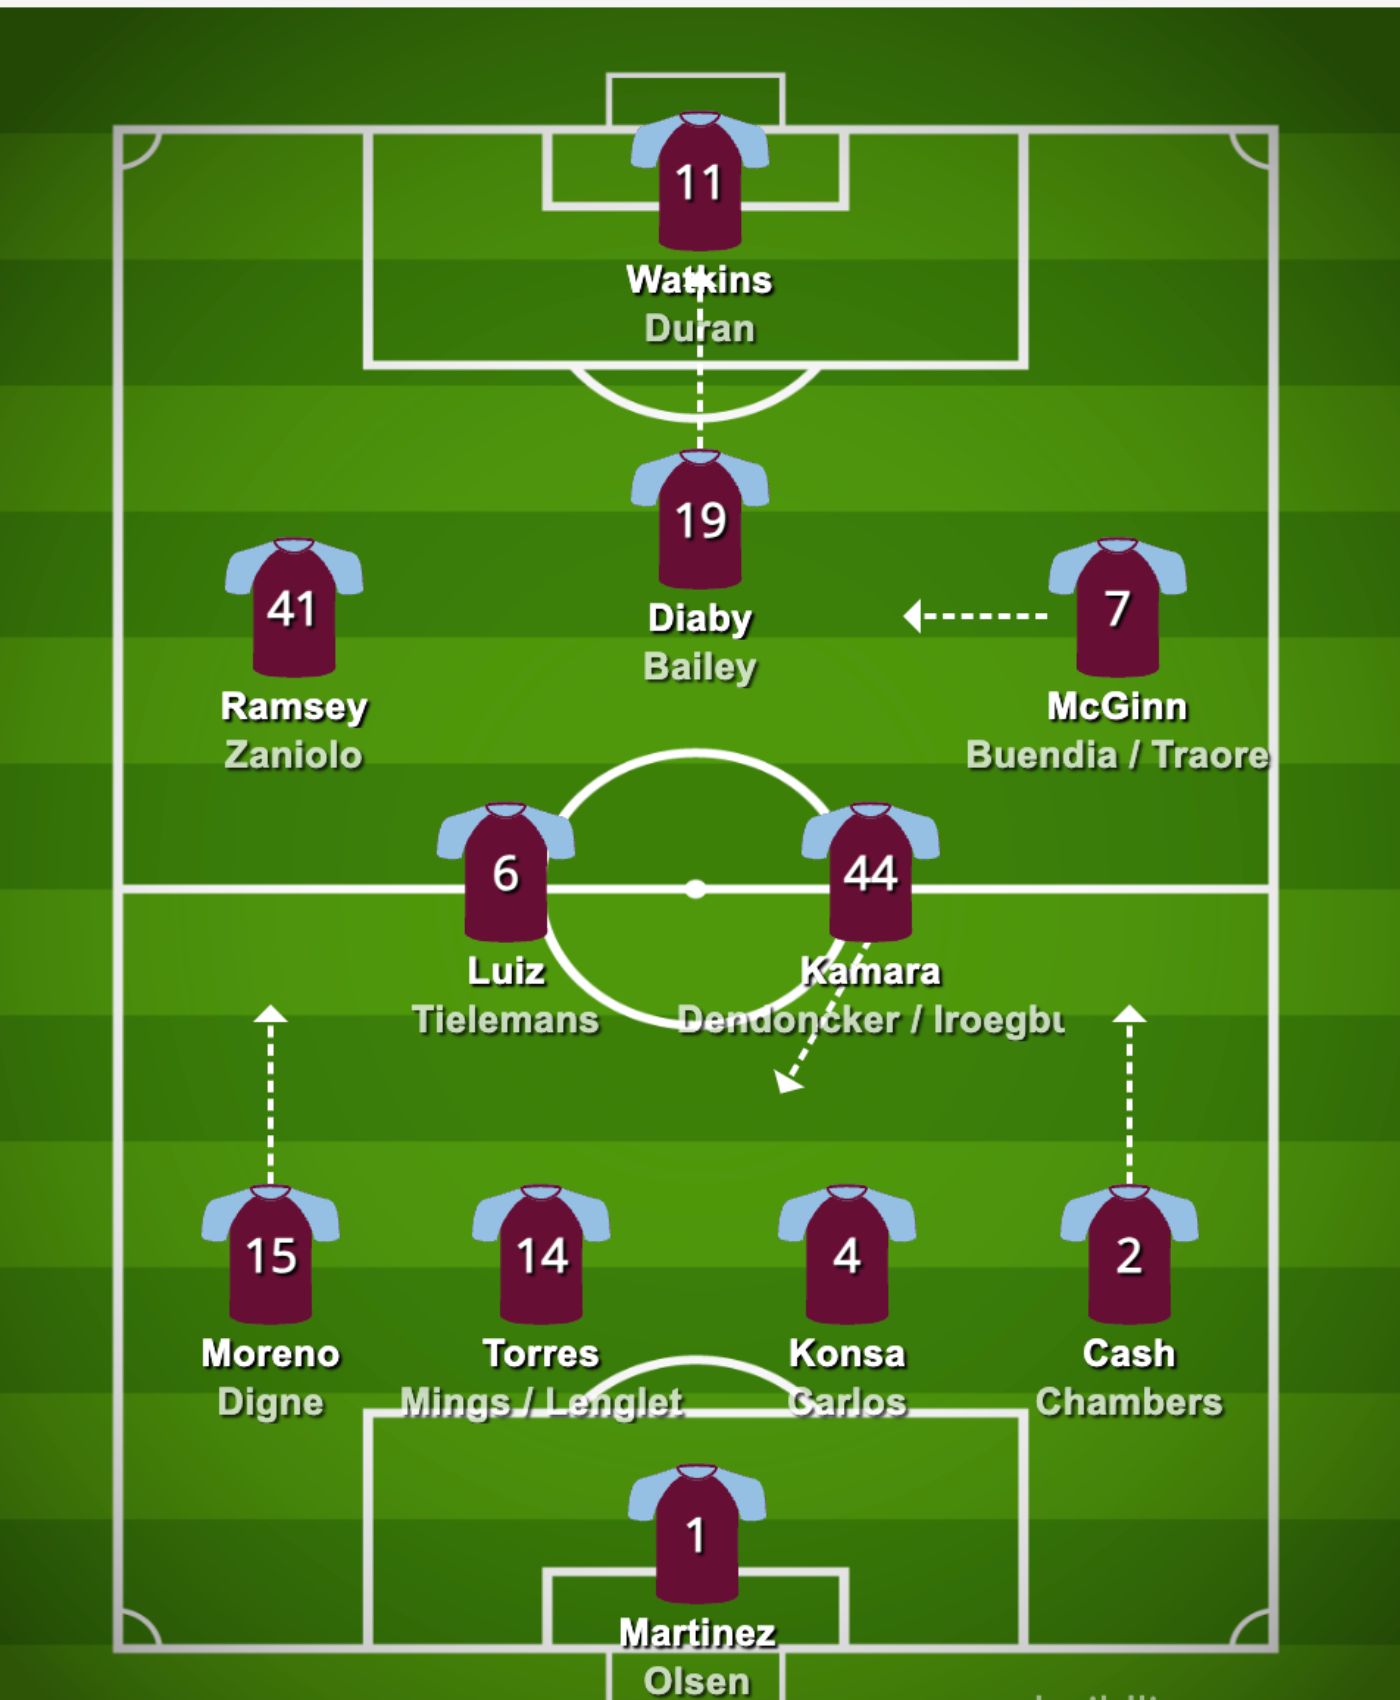 11
Watkins
Duran
19
Diaby
Bailey
41
Ramsey
Zaniolo
7
McGinn
Buendia / Traore
6
Luiz
Tielemans
44
Kamara
Dendoncker / Iroegbu
15
Moreno
Digne
14
Torres
Mings / Lenglet
4
Konsa
Carlos
2
Cash
Chambers
1
Martinez
Olsen